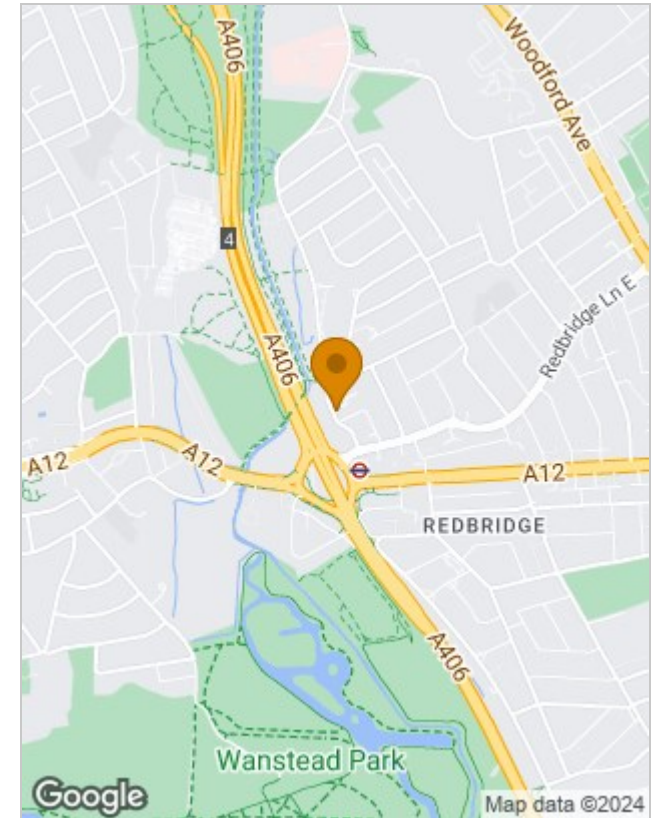 A406
Woodford Ave
4
Redbridge Ln E
A406
A12
A12
A12
REDBRIDGE
A406
Wanstead Park
Google
Map data ©2024